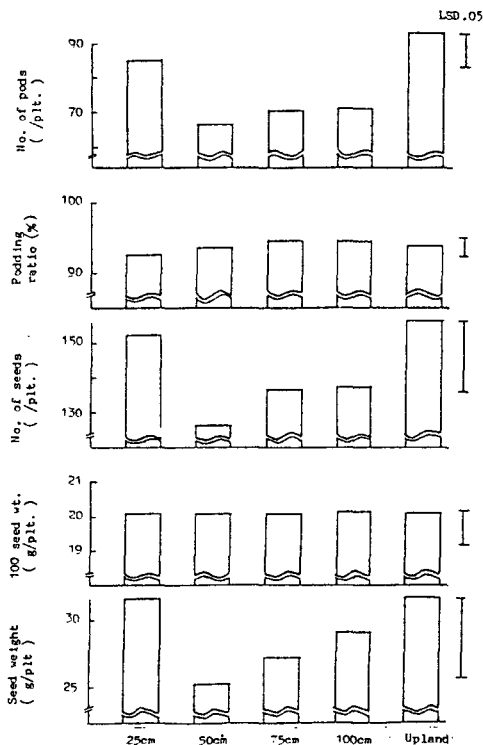 LSD.05
No. of pods
( /plt.)
90
70
Podding
ratio (%)
100
90
No. of seeds
( /plt.)
150
130
100 seed wt.
( g/plt.)
21
20
19
Seed weight
( g/plt)
30
25
25cm 50cm 75cm 100cm Upland